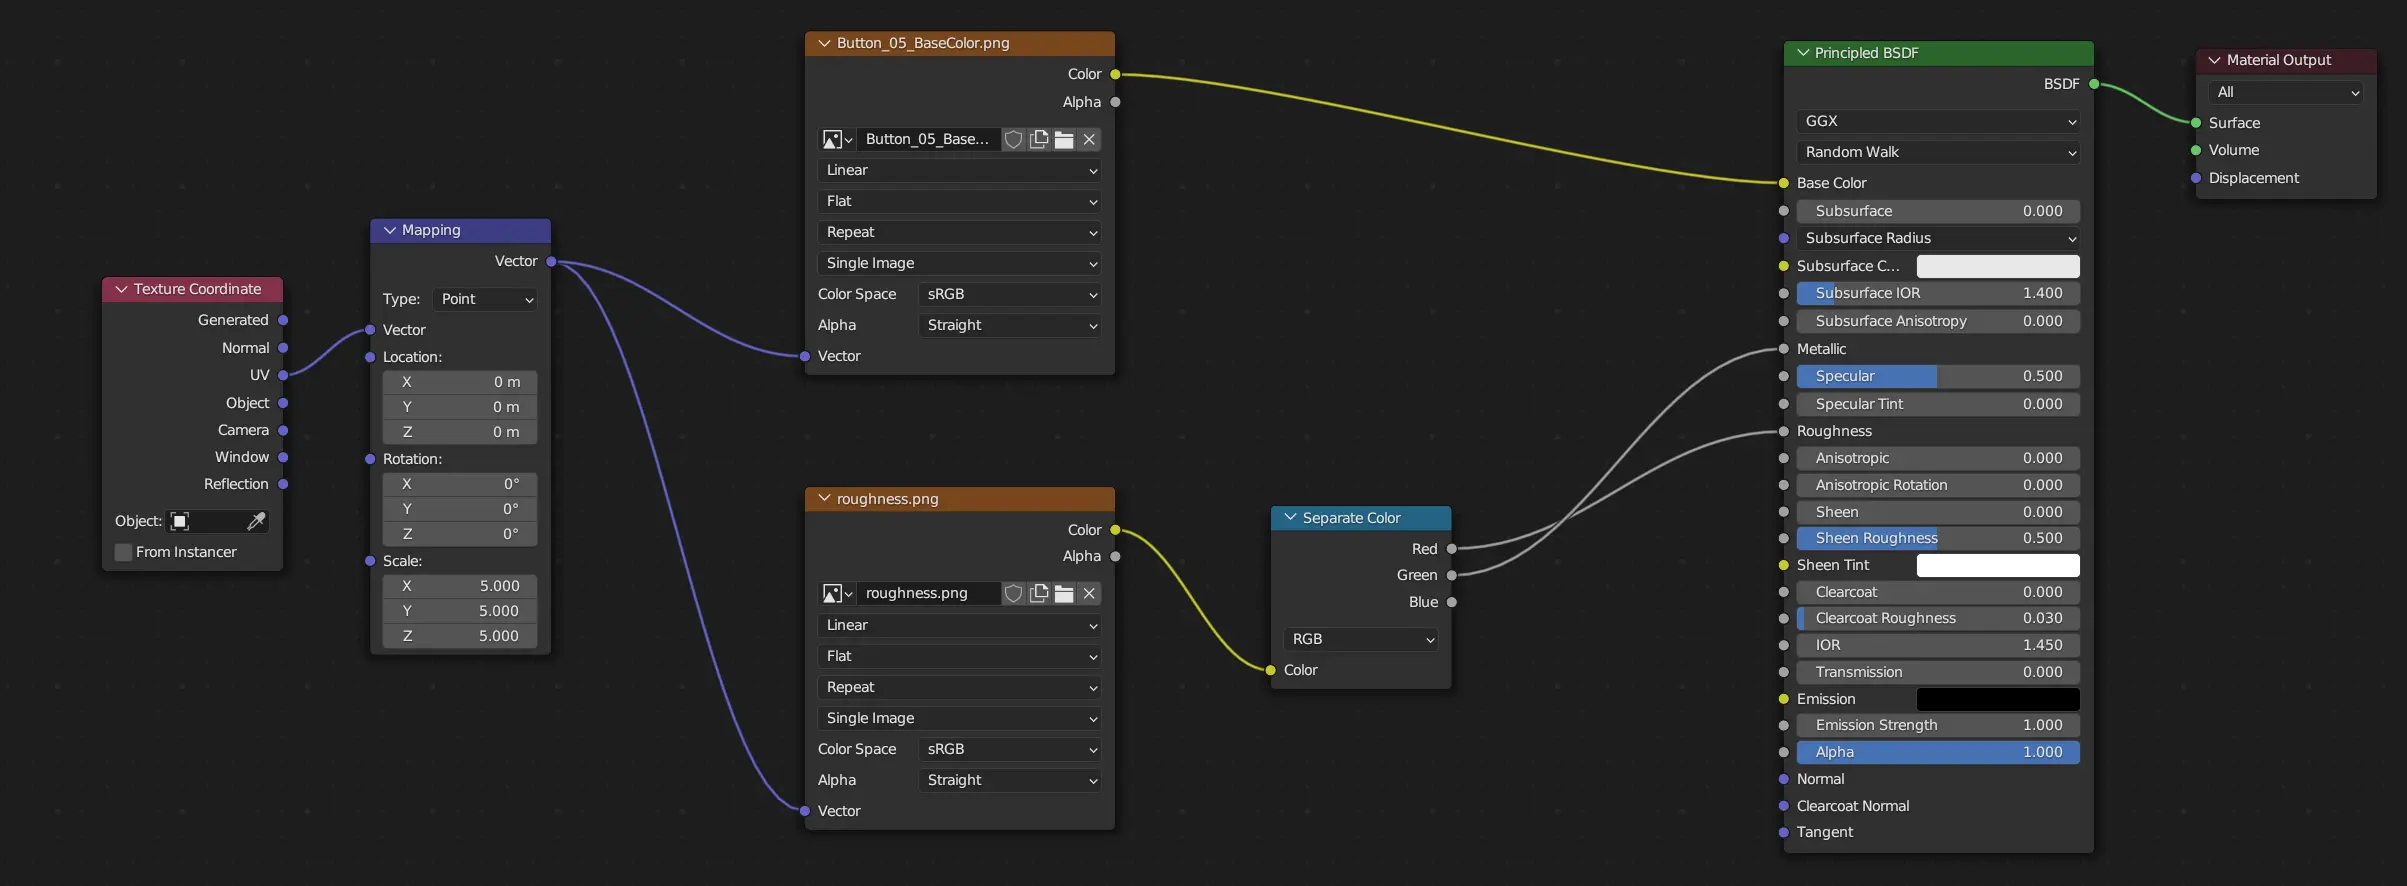 Texture Coordinate
Generated
Normal
UV
Object
Camera
Window
Reflection
Object:
From Instancer
Mapping
Vector
Type: Point
Vector
Location:
X 0 m
Y 0 m
Z 0 m
Rotation:
X 0°
Y 0°
Z 0°
Scale:
X 5.000
Y 5.000
Z 5.000
Button_05_BaseColor.png
Color
Alpha
Button_05_Base...
Linear
Flat
Repeat
Single Image
Color Space sRGB
Alpha Straight
Vector
roughness.png
Color
Alpha
roughness.png
Linear
Flat
Repeat
Single Image
Color Space sRGB
Alpha Straight
Vector
Separate Color
Red
Green
Blue
RGB
Color
Principled BSDF
BSDF
GGX
Random Walk
Base Color
Subsurface 0.000
Subsurface Radius
Subsurface C...
Subsurface IOR 1.400
Subsurface Anisotropy 0.000
Metallic
Specular 0.500
Specular Tint 0.000
Roughness
Anisotropic 0.000
Anisotropic Rotation 0.000
Sheen 0.000
Sheen Roughness 0.500
Sheen Tint
Clearcoat 0.000
Clearcoat Roughness 0.030
IOR 1.450
Transmission 0.000
Emission
Emission Strength 1.000
Alpha 1.000
Normal
Clearcoat Normal
Tangent
Material Output
All
Surface
Volume
Displacement